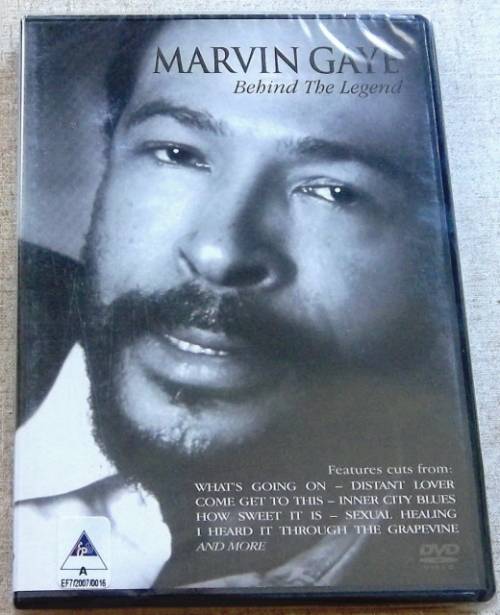 MARVIN GAYE
Behind The Legend
Features cuts from:
WHAT'S GOING ON – DISTANT LOVER
COME GET TO THIS – INNER CITY BLUES
HOW SWEET IT IS – SEXUAL HEALING
I HEARD IT THROUGH THE GRAPEVINE
AND MORE
DVD
VIDEO
A
EF7/2007/0016